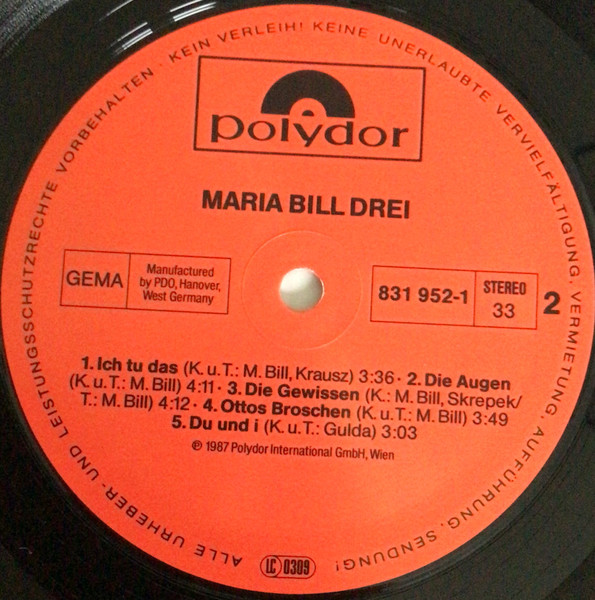 ALLE URHEBER- UND LEISTUNGSSCHUTZRECHTE VORBEHALTEN · KEIN VERLEIH! KEINE UNERLAUBTE VERVIELFÄLTIGUNG, VERMIETUNG, AUFFÜHRUNG, SENDUNG!
polydor
MARIA BILL DREI
GEMA
Manufactured
by PDO, Hanover,
West Germany
831 952-1
STEREO
33
2
1. Ich tu das (K. u. T.: M. Bill, Krausz) 3:36 · 2. Die Augen
(K. u. T.: M. Bill) 4:11 · 3. Die Gewissen (K.: M. Bill, Skrepek/
T.: M. Bill) 4:12 · 4. Ottos Broschen (K. u. T.: M. Bill) 3:49
5. Du und i (K. u. T.: Gulda) 3:03
℗ 1987 Polydor International GmbH, Wien
LC 0309